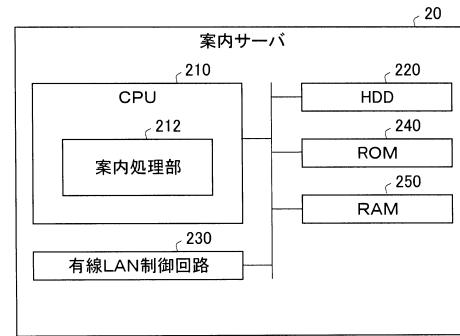 20
案内サーバ
210
CPU
212
案内処理部
220
HDD
240
ROM
250
RAM
230
有線LAN制御回路